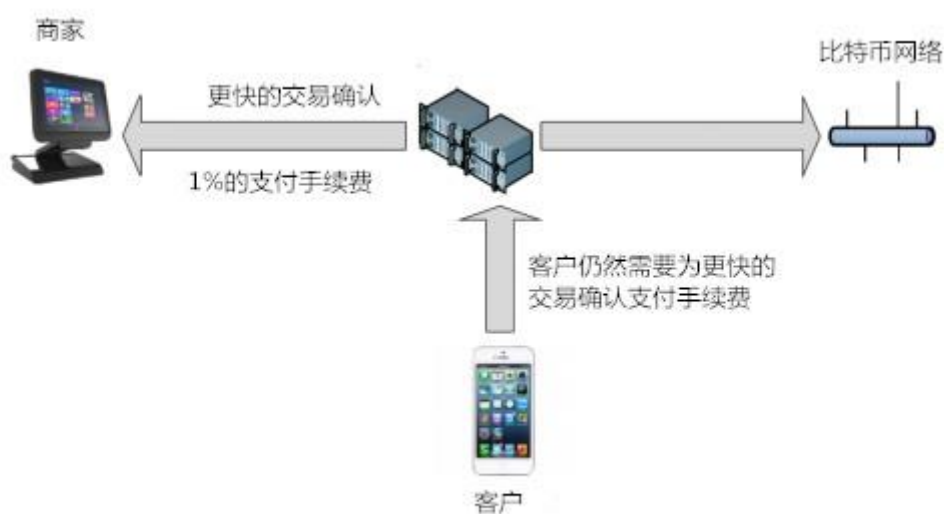 商家
比特币网络
更快的交易确认
1%的支付手续费
客户仍然需要为更快的
交易确认支付手续费
客户